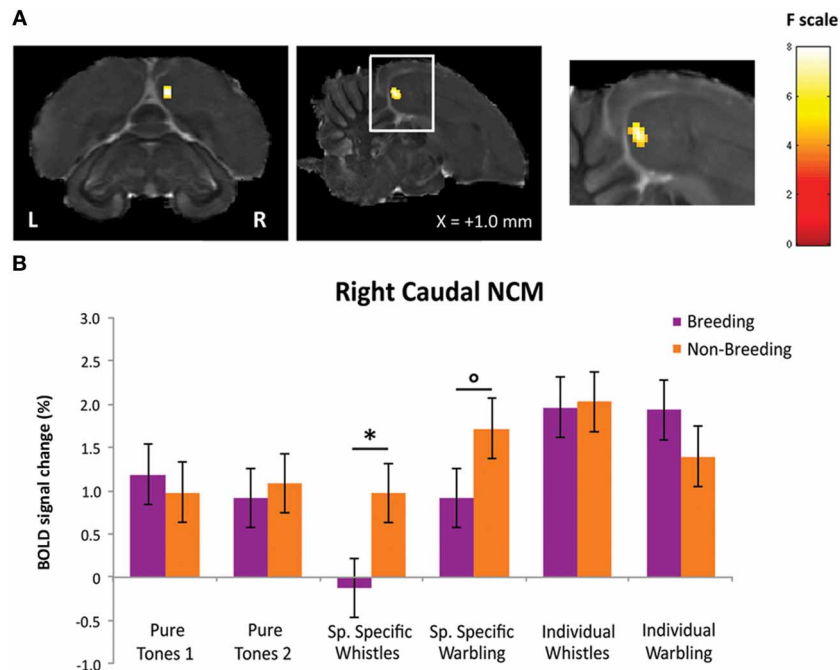 A
F scale
8
6
4
2
0
L
R
X = +1.0 mm
B
Right Caudal NCM
Breeding
Non-Breeding
BOLD signal change (%)
3.0
2.5
2.0
1.5
1.0
0.5
0
-0.5
-1.0
*
°
Pure
Tones 1
Pure
Tones 2
Sp. Specific
Whistles
Sp. Specific
Warbling
Individual
Whistles
Individual
Warbling